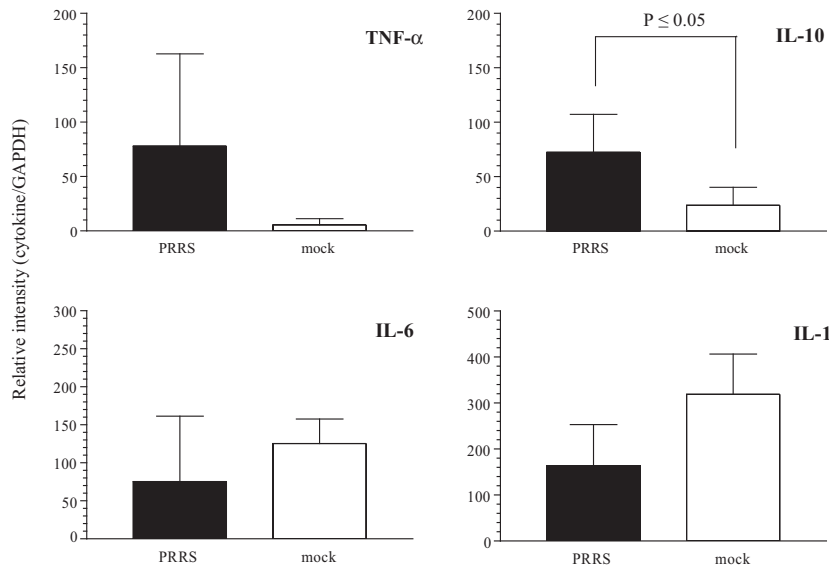 Relative intensity (cytokine/GAPDH)
TNF-α
200
150
100
50
0
PRRS mock
P ≤ 0.05
IL-10
200
150
100
50
0
PRRS mock
IL-6
300
250
200
150
100
50
0
PRRS mock
IL-1
500
400
300
200
100
0
PRRS mock